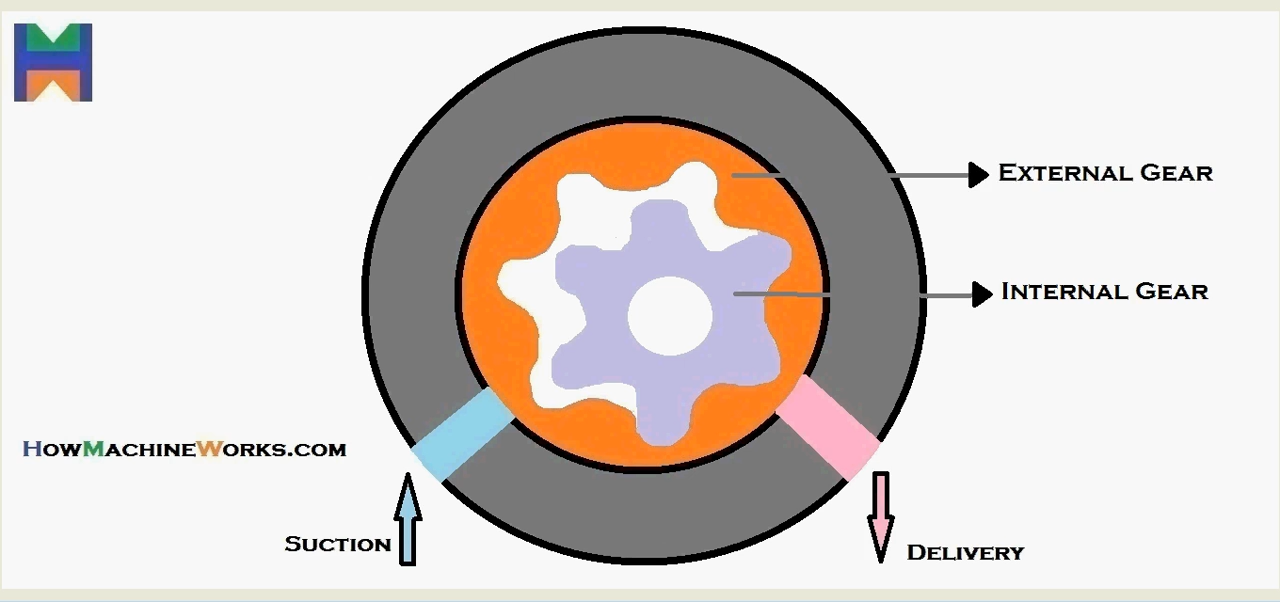 External Gear
Internal Gear
HowMachineWorks.com
Suction
Delivery